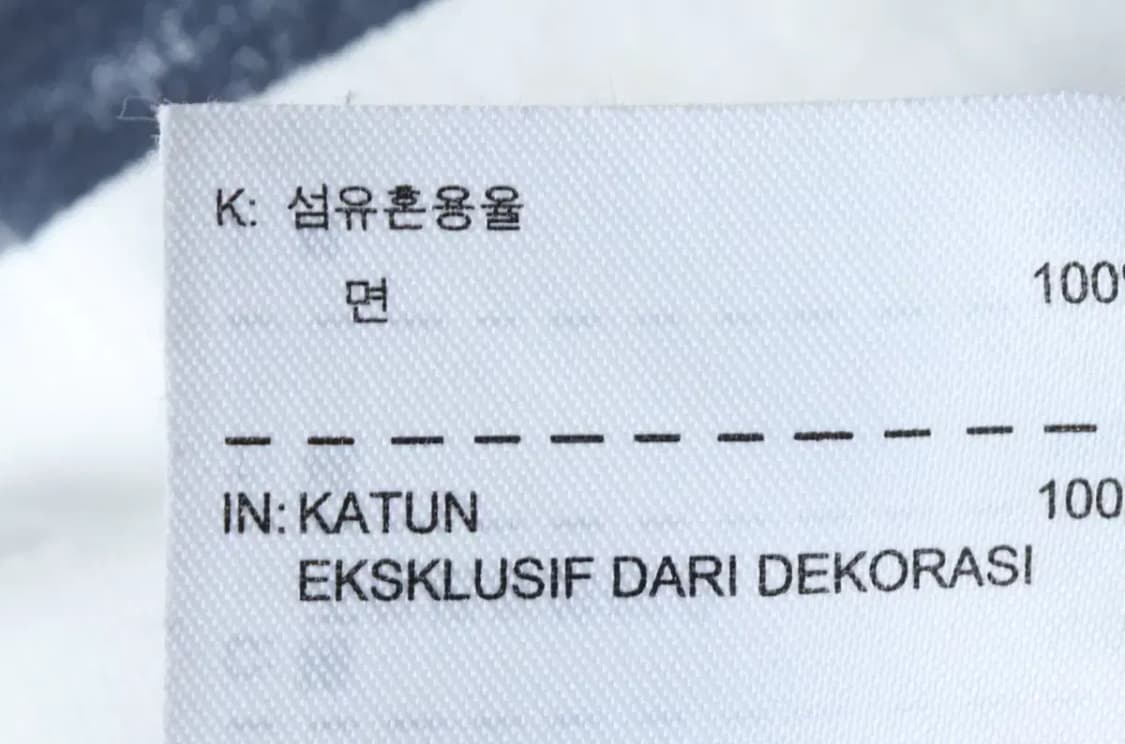 K: 섬유혼용율
면 100%
— — — — — — — — — — —
IN: KATUN 100
EKSKLUSIF DARI DEKORASI